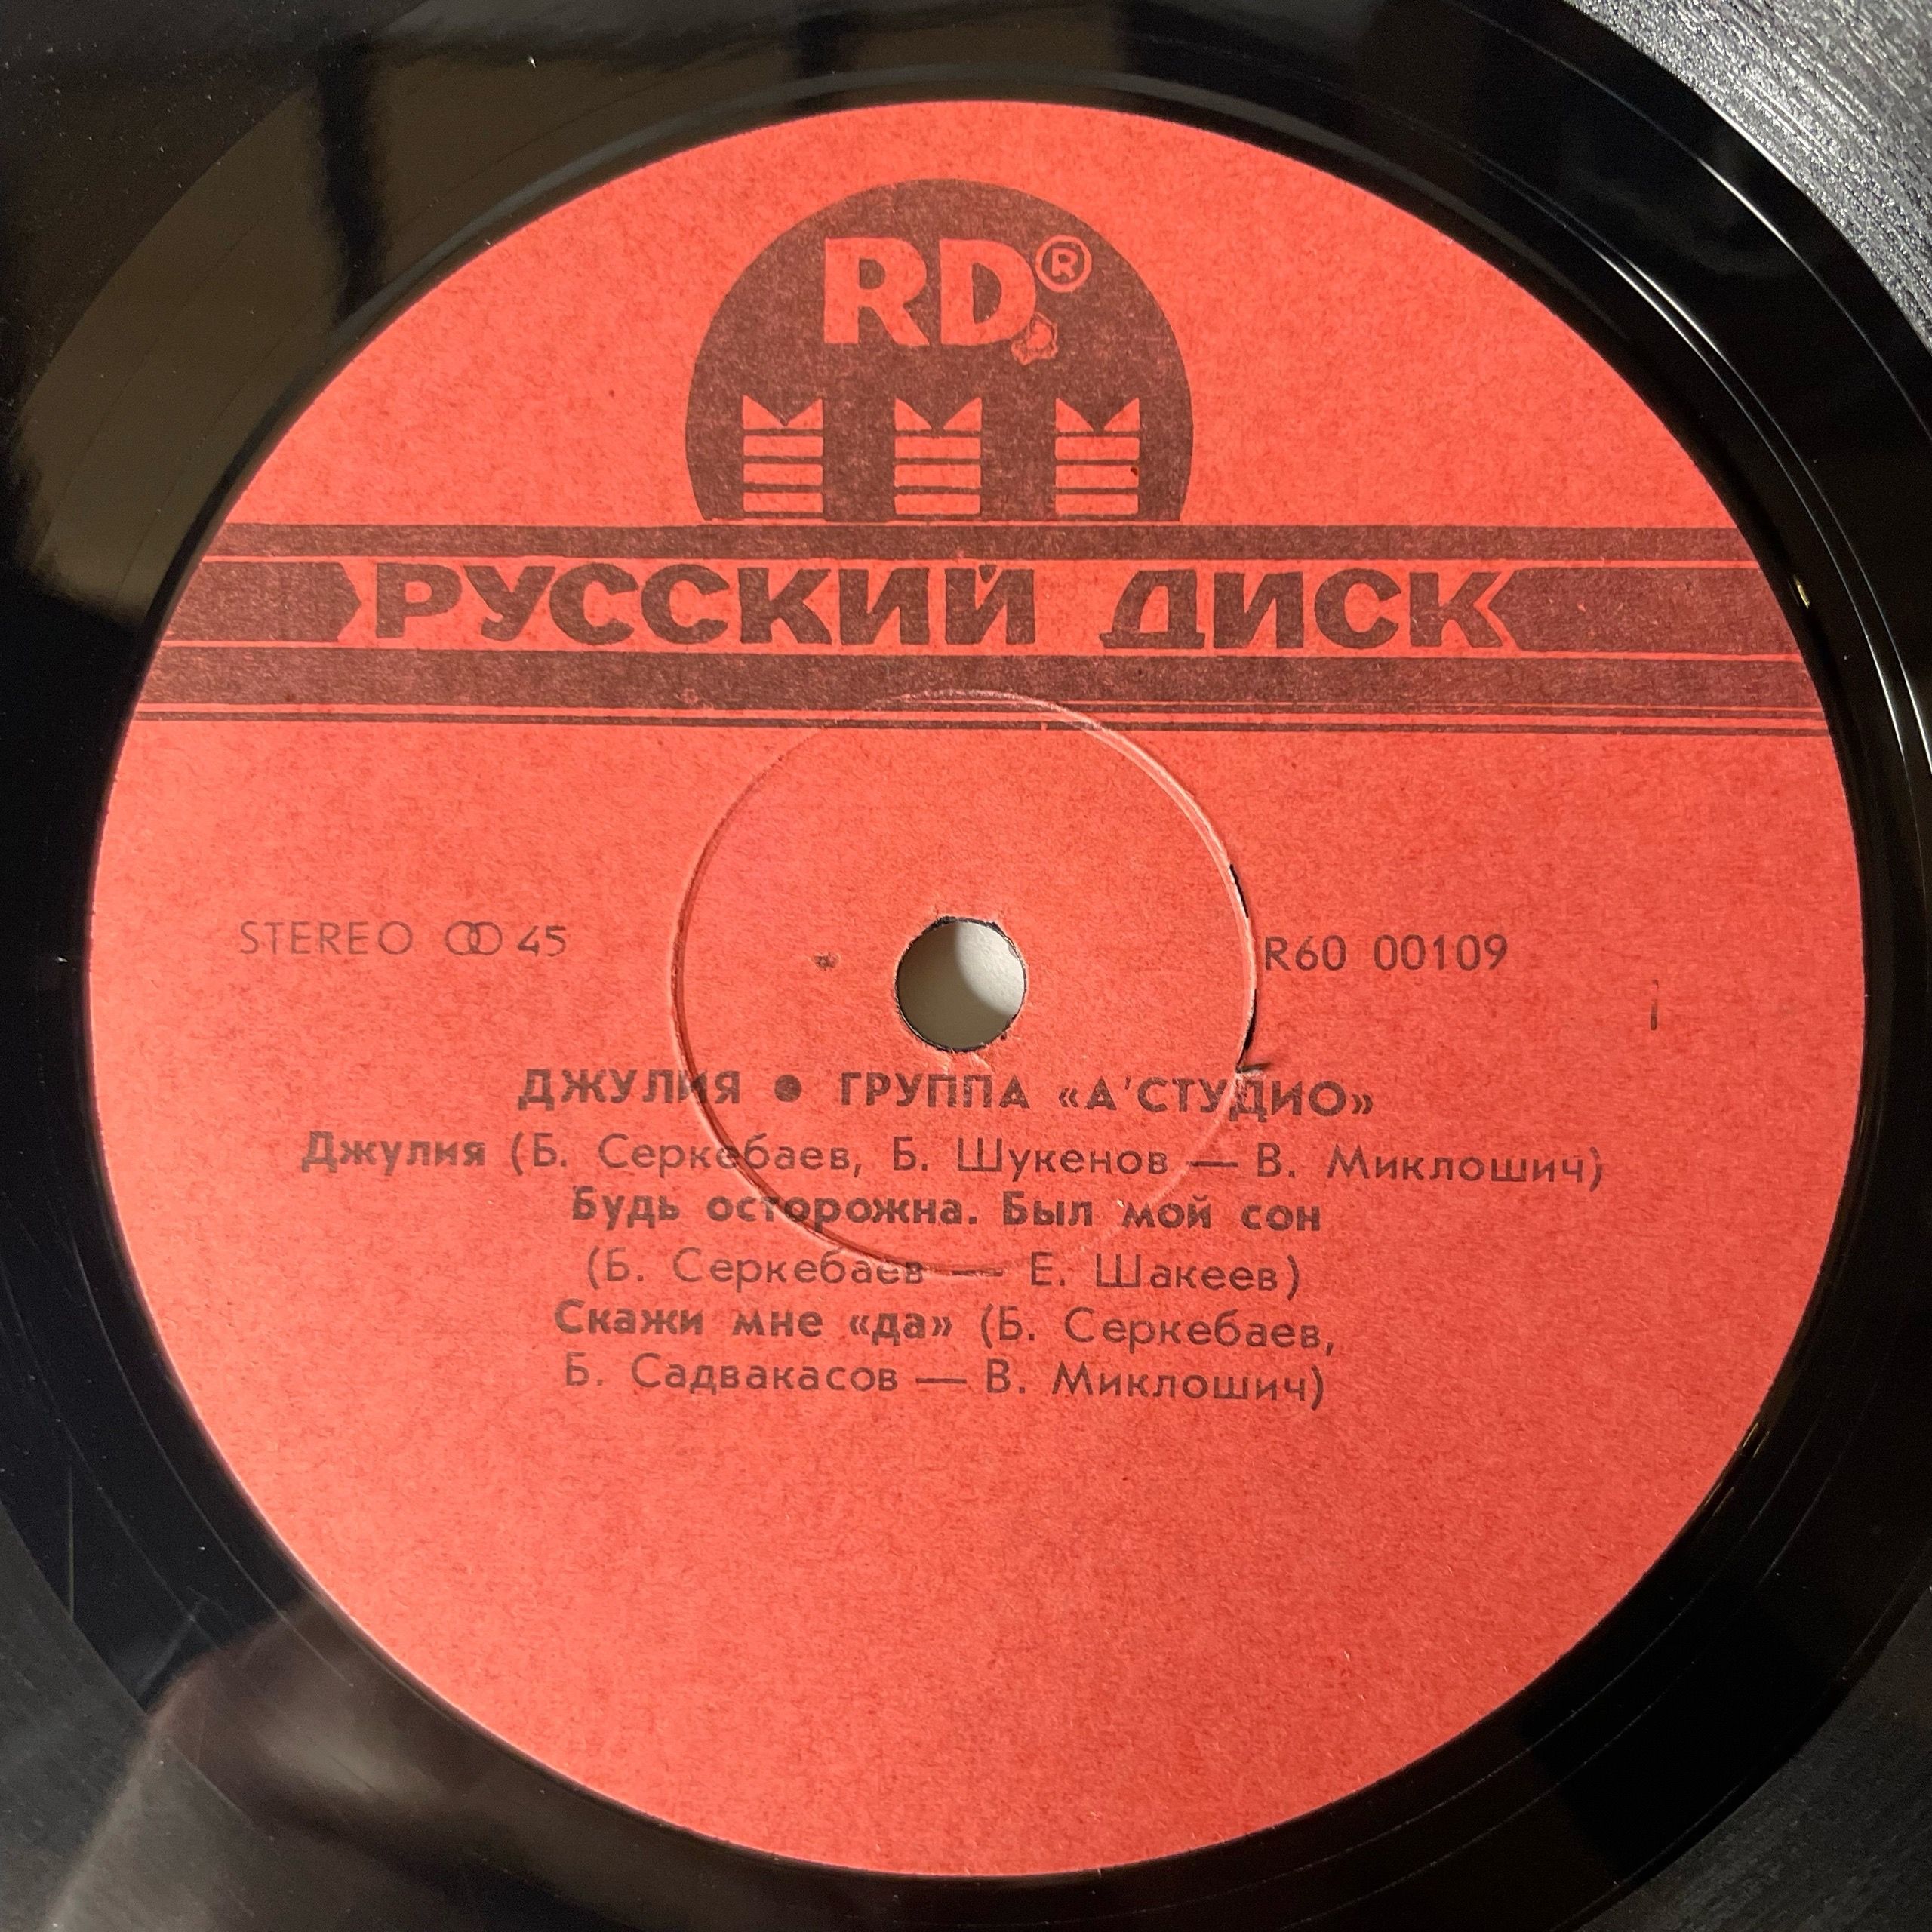 RD®
РУССКИЙ ДИСК
STEREO ꝎO 45 R60 00109
ДЖУЛИЯ ● ГРУППА «А'СТУДИО»
Джулия (Б. Серкебаев, Б. Шукенов — В. Миклошич)
Будь осторожна. Был мой сон
(Б. Серкебаев — Е. Шакеев)
Скажи мне «да» (Б. Серкебаев,
Б. Садвакасов — В. Миклошич)